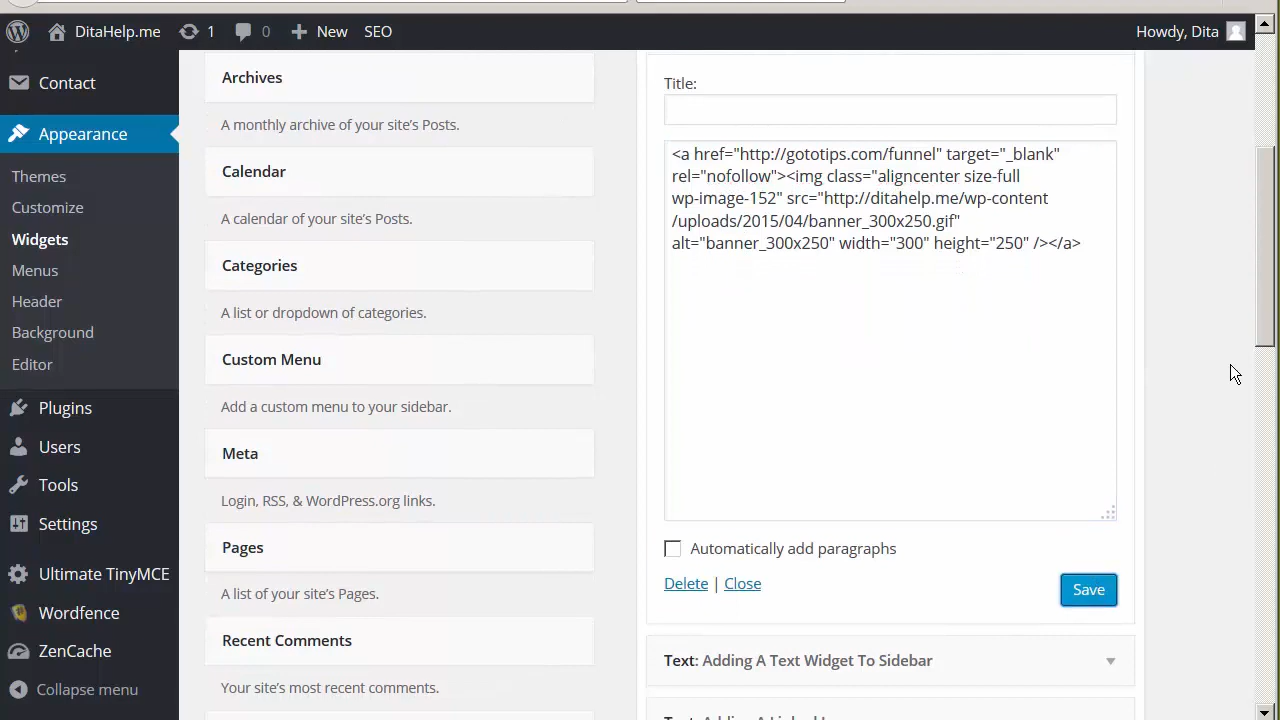 DitaHelp.me
1
0
New
SEO
Howdy, Dita
Contact
Appearance
Themes
Customize
Widgets
Menus
Header
Background
Editor
Plugins
Users
Tools
Settings
Ultimate TinyMCE
Wordfence
ZenCache
Collapse menu
Archives
A monthly archive of your site's Posts.
Calendar
A calendar of your site's Posts.
Categories
A list or dropdown of categories.
Custom Menu
Add a custom menu to your sidebar.
Meta
Login, RSS, & WordPress.org links.
Pages
A list of your site's Pages.
Recent Comments
Your site's most recent comments.
Title:
<a href="http://gototips.com/funnel" target="_blank"
rel="nofollow"><img class="aligncenter size-full
wp-image-152" src="http://ditahelp.me/wp-content
/uploads/2015/04/banner_300x250.gif"
alt="banner_300x250" width="300" height="250" /></a>
Automatically add paragraphs
Delete | Close
Save
Text: Adding A Text Widget To Sidebar